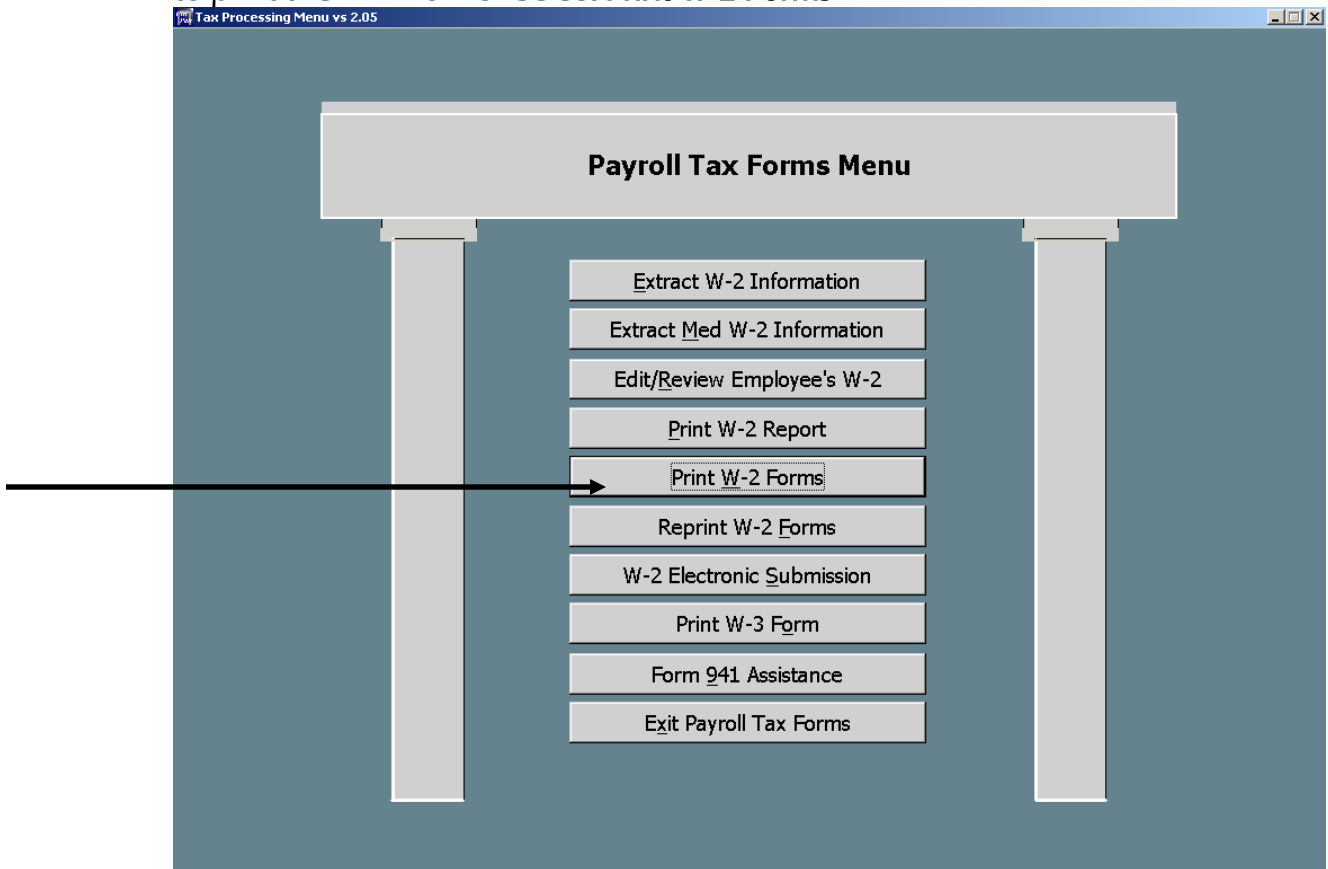 Tax Processing Menu vs 2.05
Payroll Tax Forms Menu
Extract W-2 Information
Extract Med W-2 Information
Edit/Review Employee's W-2
Print W-2 Report
Print W-2 Forms
Reprint W-2 Forms
W-2 Electronic Submission
Print W-3 Form
Form 941 Assistance
Exit Payroll Tax Forms